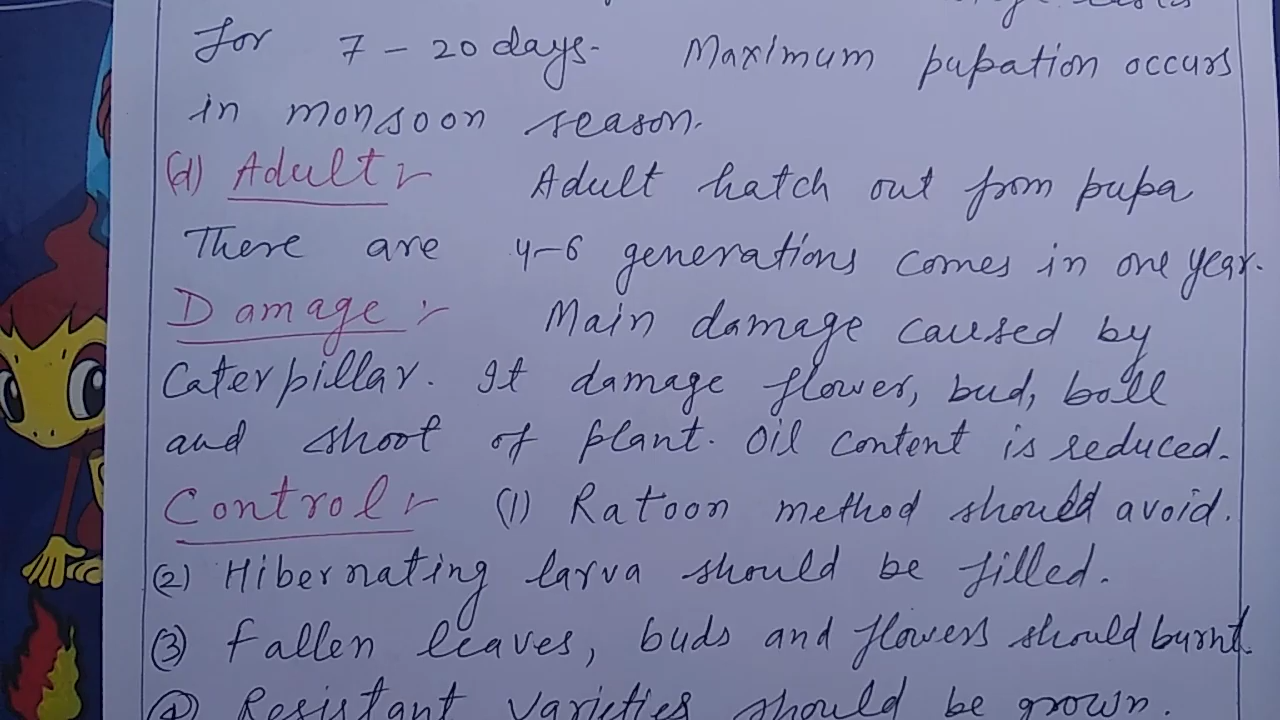 for 7-20 days. Maximum pupation occurs
in monsoon season.
(d) Adult :- Adult hatch out from pupa
There are 4-6 generations comes in one year.
Damage :- Main damage caused by
Caterpillar. It damage flower, bud, boll
and shoot of plant. Oil content is reduced.
Control :- (1) Ratoon method should avoid.
(2) Hibernating larva should be filled.
(3) Fallen leaves, buds and flowers should burnt
(4) Resistant varieties should be grown.